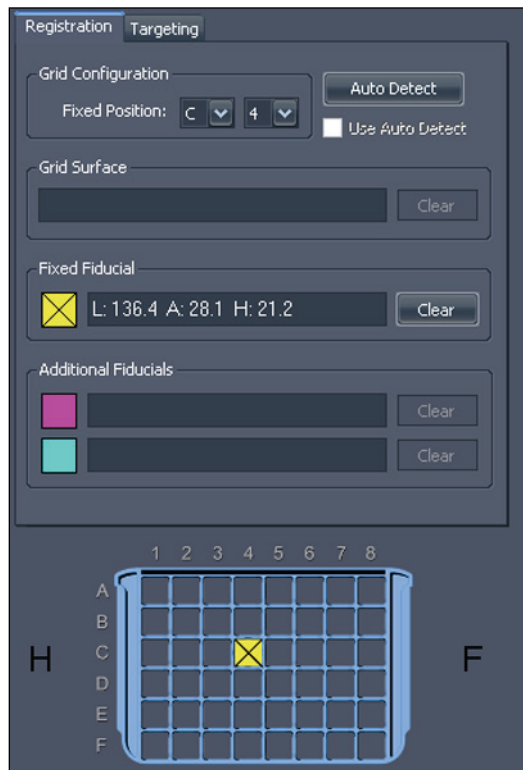 Registration Targeting
Grid Configuration
Fixed Position: C 4
Auto Detect
Use Auto Detect
Grid Surface
Clear
Fixed Fiducial
L: 136.4 A: 28.1 H: 21.2 Clear
Additional Fiducials
Clear
Clear
1 2 3 4 5 6 7 8
A
B
H C F
D
E
F